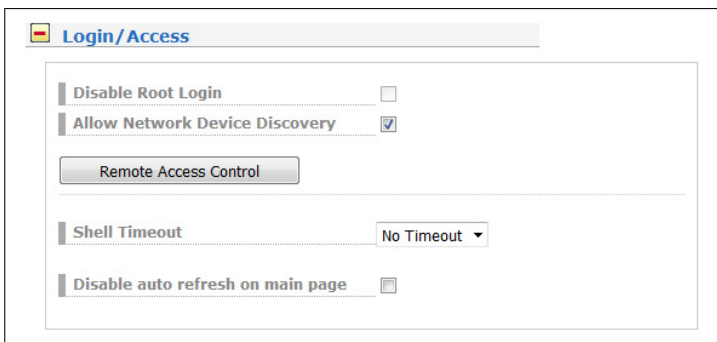 Login/Access
Disable Root Login
Allow Network Device Discovery
Remote Access Control
Shell Timeout
No Timeout
Disable auto refresh on main page